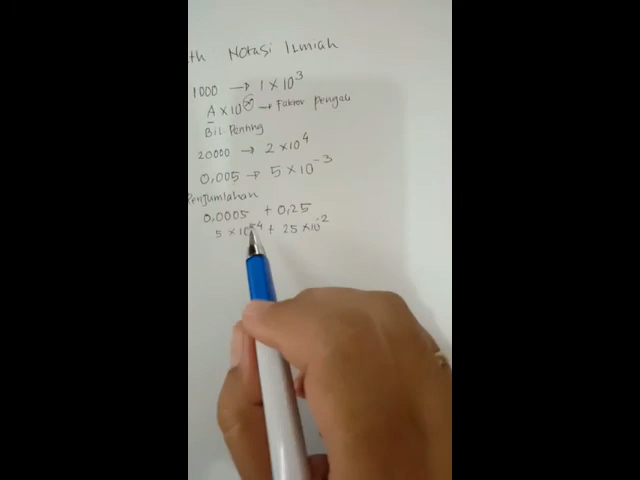 Notasi Ilmiah
1000 → 1 × 10³
A × 10ⁿ → Faktor Pengali
Bil Penting
20000 → 2 × 10⁴
0,005 → 5 × 10⁻³
Penjumlahan
0,0005 + 0,25
5 × 10⁻⁴ + 25 × 10⁻²